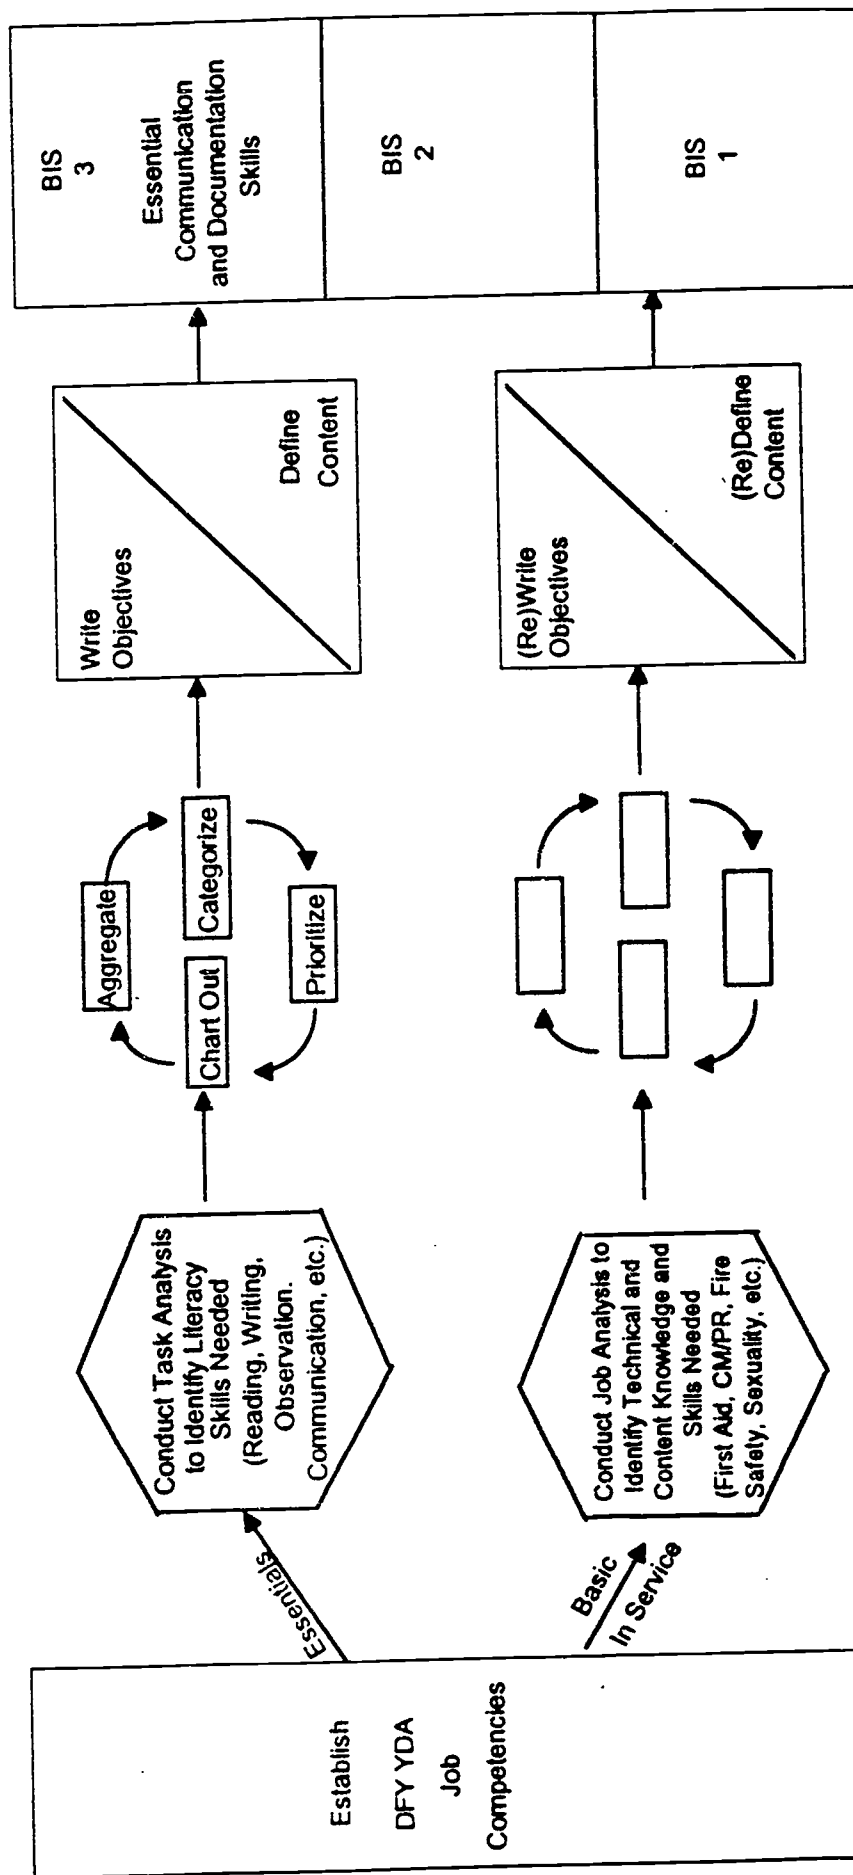 Establish
DFY YDA
Job
Competencies
Essentials
Basic
In Service
Conduct Task Analysis
to Identify Literacy
Skills Needed
(Reading, Writing,
Observation.
Communication, etc.)
Conduct Job Analysis to
Identify Technical and
Content Knowledge and
Skills Needed
(First Aid, CM/PR, Fire
Safety, Sexuality, etc.)
Aggregate
Chart Out
Categorize
Prioritize
Write
Objectives
Define
Content
(Re)Write
Objectives
(Re)Define
Content
BIS
3
Essential
Communication
and Documentation
Skills
BIS
2
BIS
1